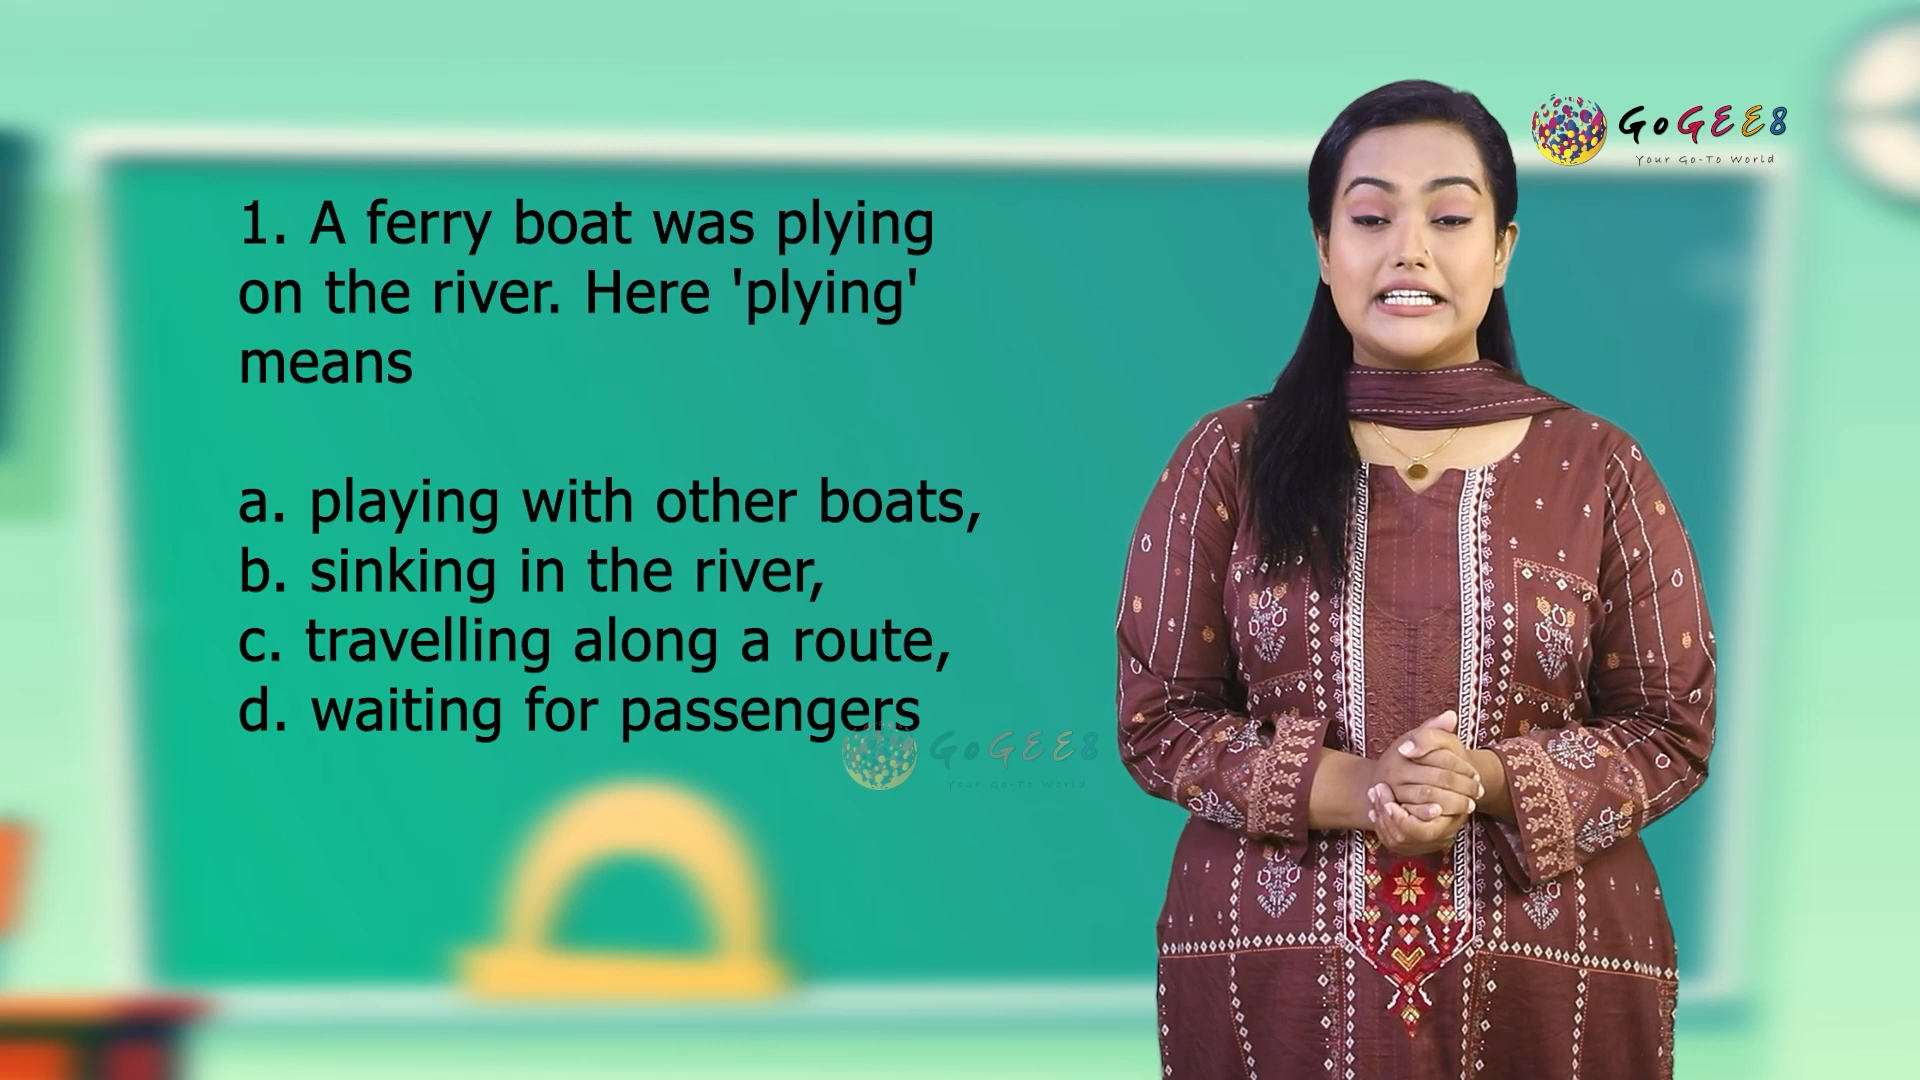 GOGEE8
Your Go-To World
1. A ferry boat was plying
on the river. Here 'plying'
means
a. playing with other boats,
b. sinking in the river,
c. travelling along a route,
d. waiting for passengers
GOGEE8
Your Go-To World